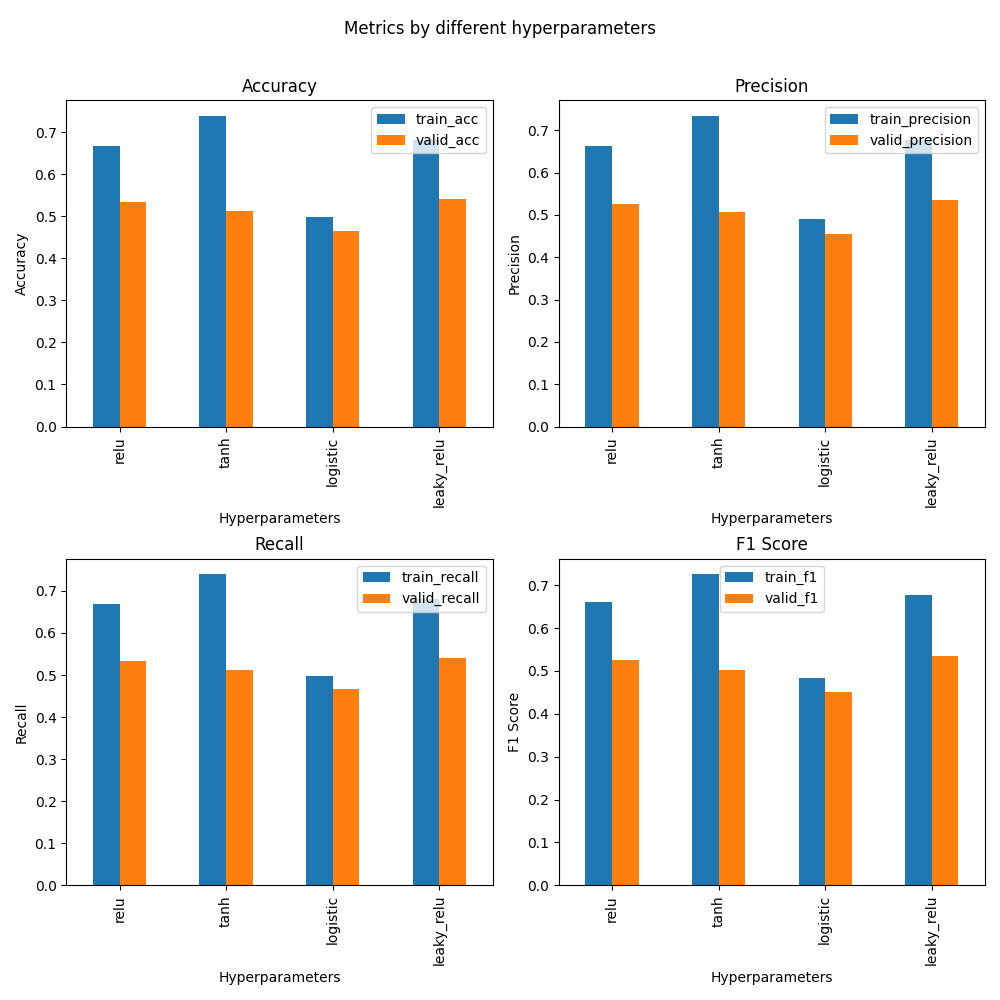 Metrics by different hyperparameters
Accuracy
train_acc
valid_acc
0.7
0.6
0.5
0.4
0.3
0.2
0.1
0.0
Accuracy
relu
tanh
logistic
leaky_relu
Hyperparameters
Precision
train_precision
valid_precision
0.7
0.6
0.5
0.4
0.3
0.2
0.1
0.0
Precision
relu
tanh
logistic
leaky_relu
Hyperparameters
Recall
train_recall
valid_recall
0.7
0.6
0.5
0.4
0.3
0.2
0.1
0.0
Recall
relu
tanh
logistic
leaky_relu
Hyperparameters
F1 Score
train_f1
valid_f1
0.7
0.6
0.5
0.4
0.3
0.2
0.1
0.0
F1 Score
relu
tanh
logistic
leaky_relu
Hyperparameters